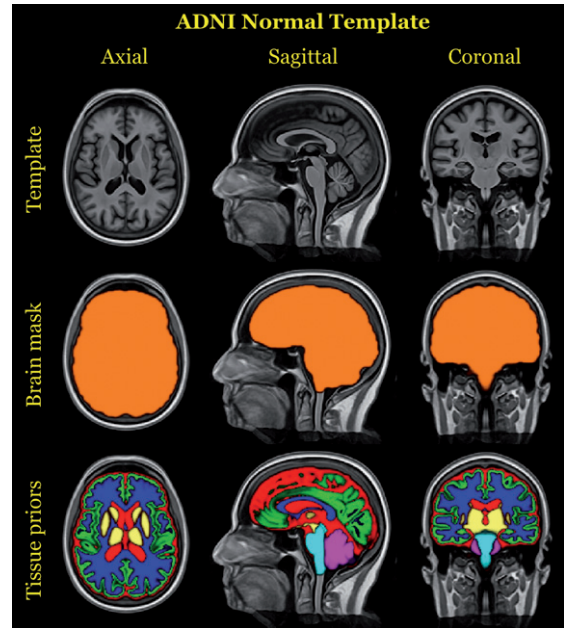 ADNI Normal Template
Axial Sagittal Coronal
Template
Brain mask
Tissue priors